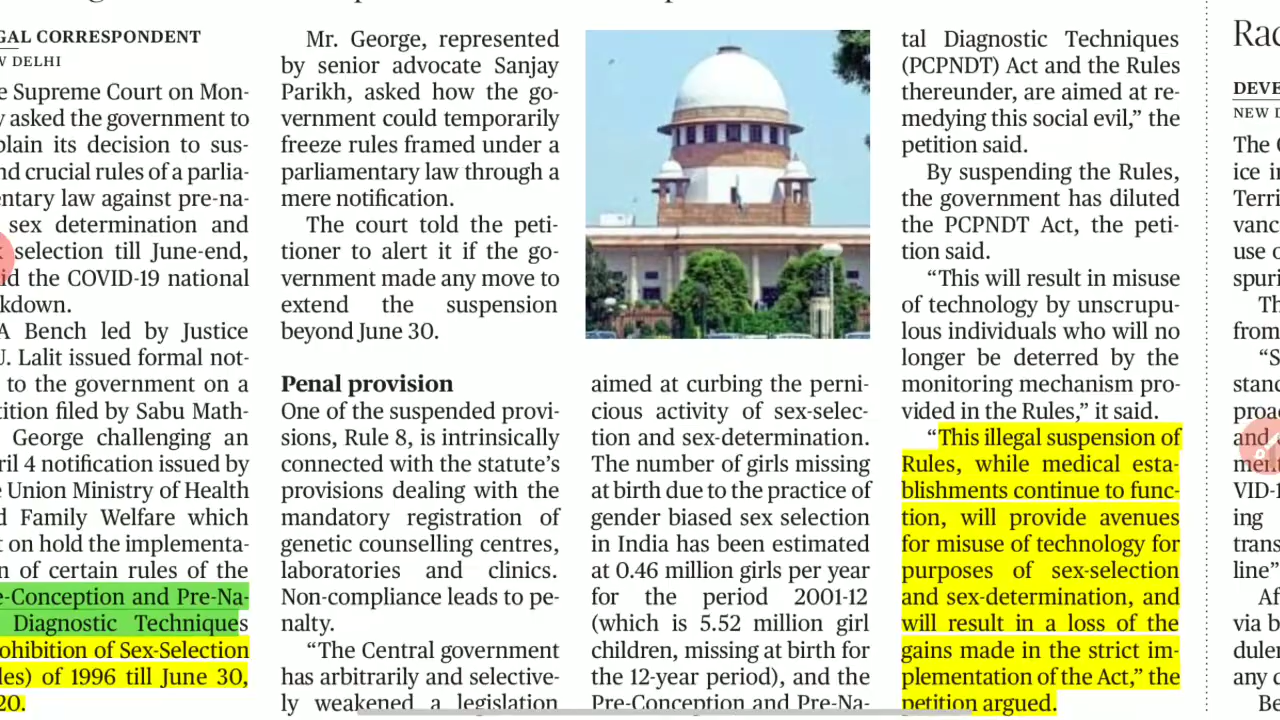 GAL CORRESPONDENT
DELHI
Supreme Court on Mon-
asked the government to
its decision to sus-
crucial rules of a parlia-
law against pre-na-
sex determination and
selection till June-end,
the COVID-19 national
A Bench led by Justice
U. Lalit issued formal not-
to the government on a
filed by Sabu Math-
George challenging an
4 notification issued by
Union Ministry of Health
Family Welfare which
on hold the implementa-
of certain rules of the
e-Conception and Pre-Na-
Diagnostic Techniques
ohibition of Sex-Selection
les) of 1996 till June 30,
20.
Mr. George, represented
by senior advocate Sanjay
Parikh, asked how the go-
vernment could temporarily
freeze rules framed under a
parliamentary law through a
mere notification.
The court told the peti-
tioner to alert it if the go-
vernment made any move to
extend the suspension
beyond June 30.
Penal provision
One of the suspended provi-
sions, Rule 8, is intrinsically
connected with the statute's
provisions dealing with the
mandatory registration of
genetic counselling centres,
laboratories and clinics.
Non-compliance leads to pe-
nalty.
"The Central government
has arbitrarily and selective-
ly weakened a legislation
aimed at curbing the perni-
cious activity of sex-selec-
tion and sex-determination.
The number of girls missing
at birth due to the practice of
gender biased sex selection
in India has been estimated
at 0.46 million girls per year
for the period 2001-12
(which is 5.52 million girl
children, missing at birth for
the 12-year period), and the
Pre-Conception and Pre-Na-
tal Diagnostic Techniques
(PCPNDT) Act and the Rules
thereunder, are aimed at re-
medying this social evil," the
petition said.
By suspending the Rules,
the government has diluted
the PCPNDT Act, the peti-
tion said.
"This will result in misuse
of technology by unscrupu-
lous individuals who will no
longer be deterred by the
monitoring mechanism pro-
vided in the Rules," it said.
"This illegal suspension of
Rules, while medical esta-
blishments continue to func-
tion, will provide avenues
for misuse of technology for
purposes of sex-selection
and sex-determination, and
will result in a loss of the
gains made in the strict im-
plementation of the Act," the
petition argued.
Rac
DEVE
NEW D
The
ice i
Terri
vanc
use o
spuri
Th
from
"S
stanc
proa
and
VID-1
ing
trans
line"
Af
via b
dulen
any c
Be